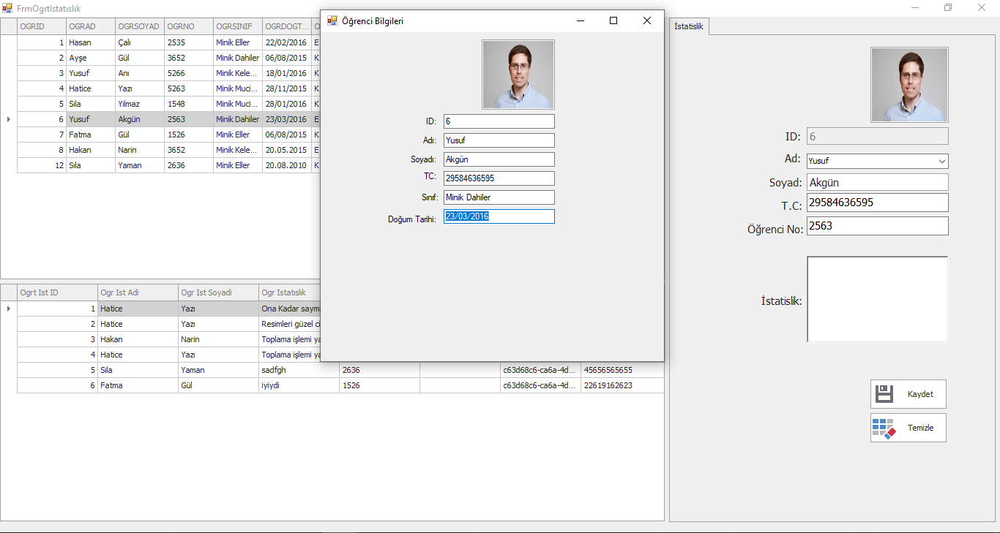 FrmOgrtIstatıslık
OGRID OGRAD OGRSOYAD OGRNO OGRSINIF OGRDOGT... O
1 Hasan Çalı 2535 Minik Eller 22/02/2016 E
2 Ayşe Gül 3652 Minik Dahiler 06/08/2015 K
3 Yusuf Anı 5266 Minik Kele... 18/01/2016 K
4 Hatice Yazı 5263 Minik Muci... 28/11/2015 K
5 Sıla Yılmaz 1548 Minik Muci... 28/01/2016 K
6 Yusuf Akgün 2563 Minik Dahiler 23/03/2016 E
7 Fatma Gül 1526 Minik Eller 06/08/2015 K
8 Hakan Narin 3652 Minik Kele... 20.05.2015 E
12 Sıla Yaman 2636 Minik Eller 20.08.2010 K
Öğrenci Bilgileri
ID: 6
Adı: Yusuf
Soyadı: Akgün
TC: 29584636595
Sınıf: Minik Dahiler
Doğum Tarihi: 23/03/2016
Ogrt Ist ID Ogr Ist Adi Ogr Ist Soyadi Ogr Istatıslık
1 Hatice Yazı Ona Kadar sayma
2 Hatice Yazı Resimleri güzel ci
3 Hakan Narin Toplama işlemi ya
4 Hatice Yazı Toplama işlemi ya
5 Sıla Yaman sadfgh 2636 c63d68c6-ca6a-4d... 45656565655
6 Fatma Gül iyiydi 1526 c63d68c6-ca6a-4d... 22619162623
İstatislik
ID: 6
Ad: Yusuf
Soyad: Akgün
T.C: 29584636595
Öğrenci No: 2563
İstatislik:
Kaydet
Temizle